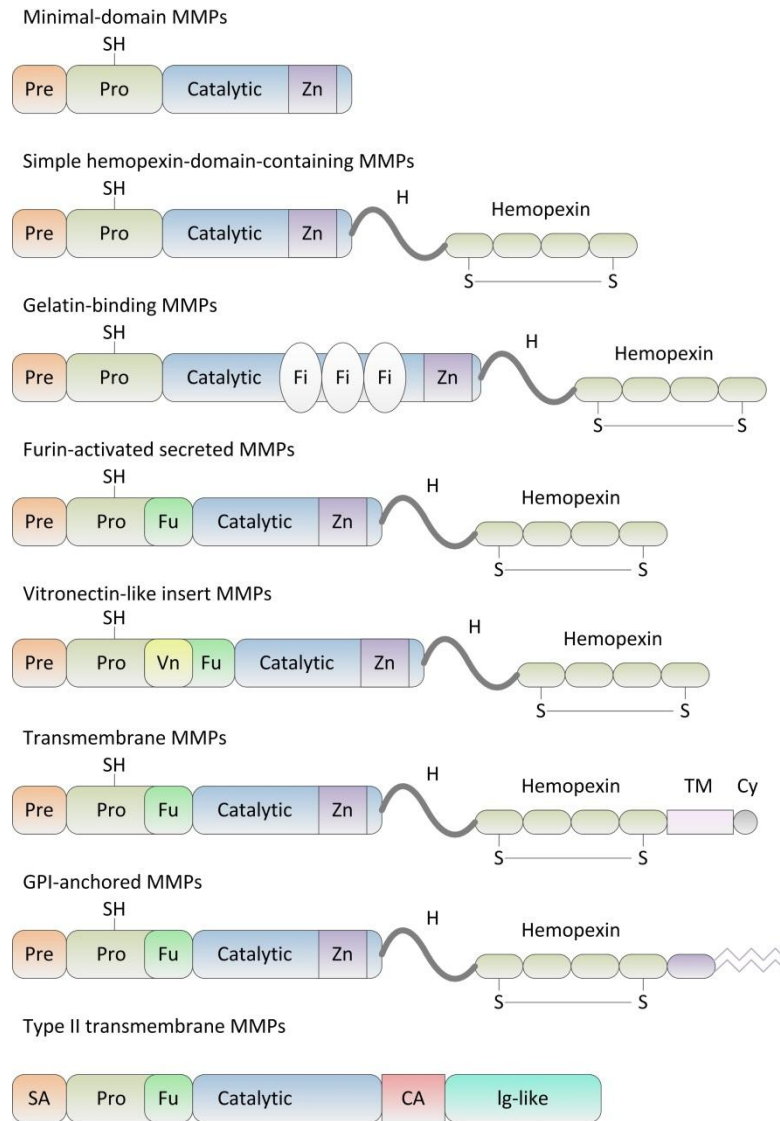 Minimal-domain MMPs
SH
Pre Pro Catalytic Zn
Simple hemopexin-domain-containing MMPs
SH H Hemopexin
Pre Pro Catalytic Zn
S S
Gelatin-binding MMPs
SH H Hemopexin
Pre Pro Catalytic Fi Fi Fi Zn
S S
Furin-activated secreted MMPs
SH H Hemopexin
Pre Pro Fu Catalytic Zn
S S
Vitronectin-like insert MMPs
SH H Hemopexin
Pre Pro Vn Fu Catalytic Zn
S S
Transmembrane MMPs
SH H Hemopexin TM Cy
Pre Pro Fu Catalytic Zn
S S
GPI-anchored MMPs
SH H Hemopexin
Pre Pro Fu Catalytic Zn
S S
Type II transmembrane MMPs
SA Pro Fu Catalytic CA Ig-like